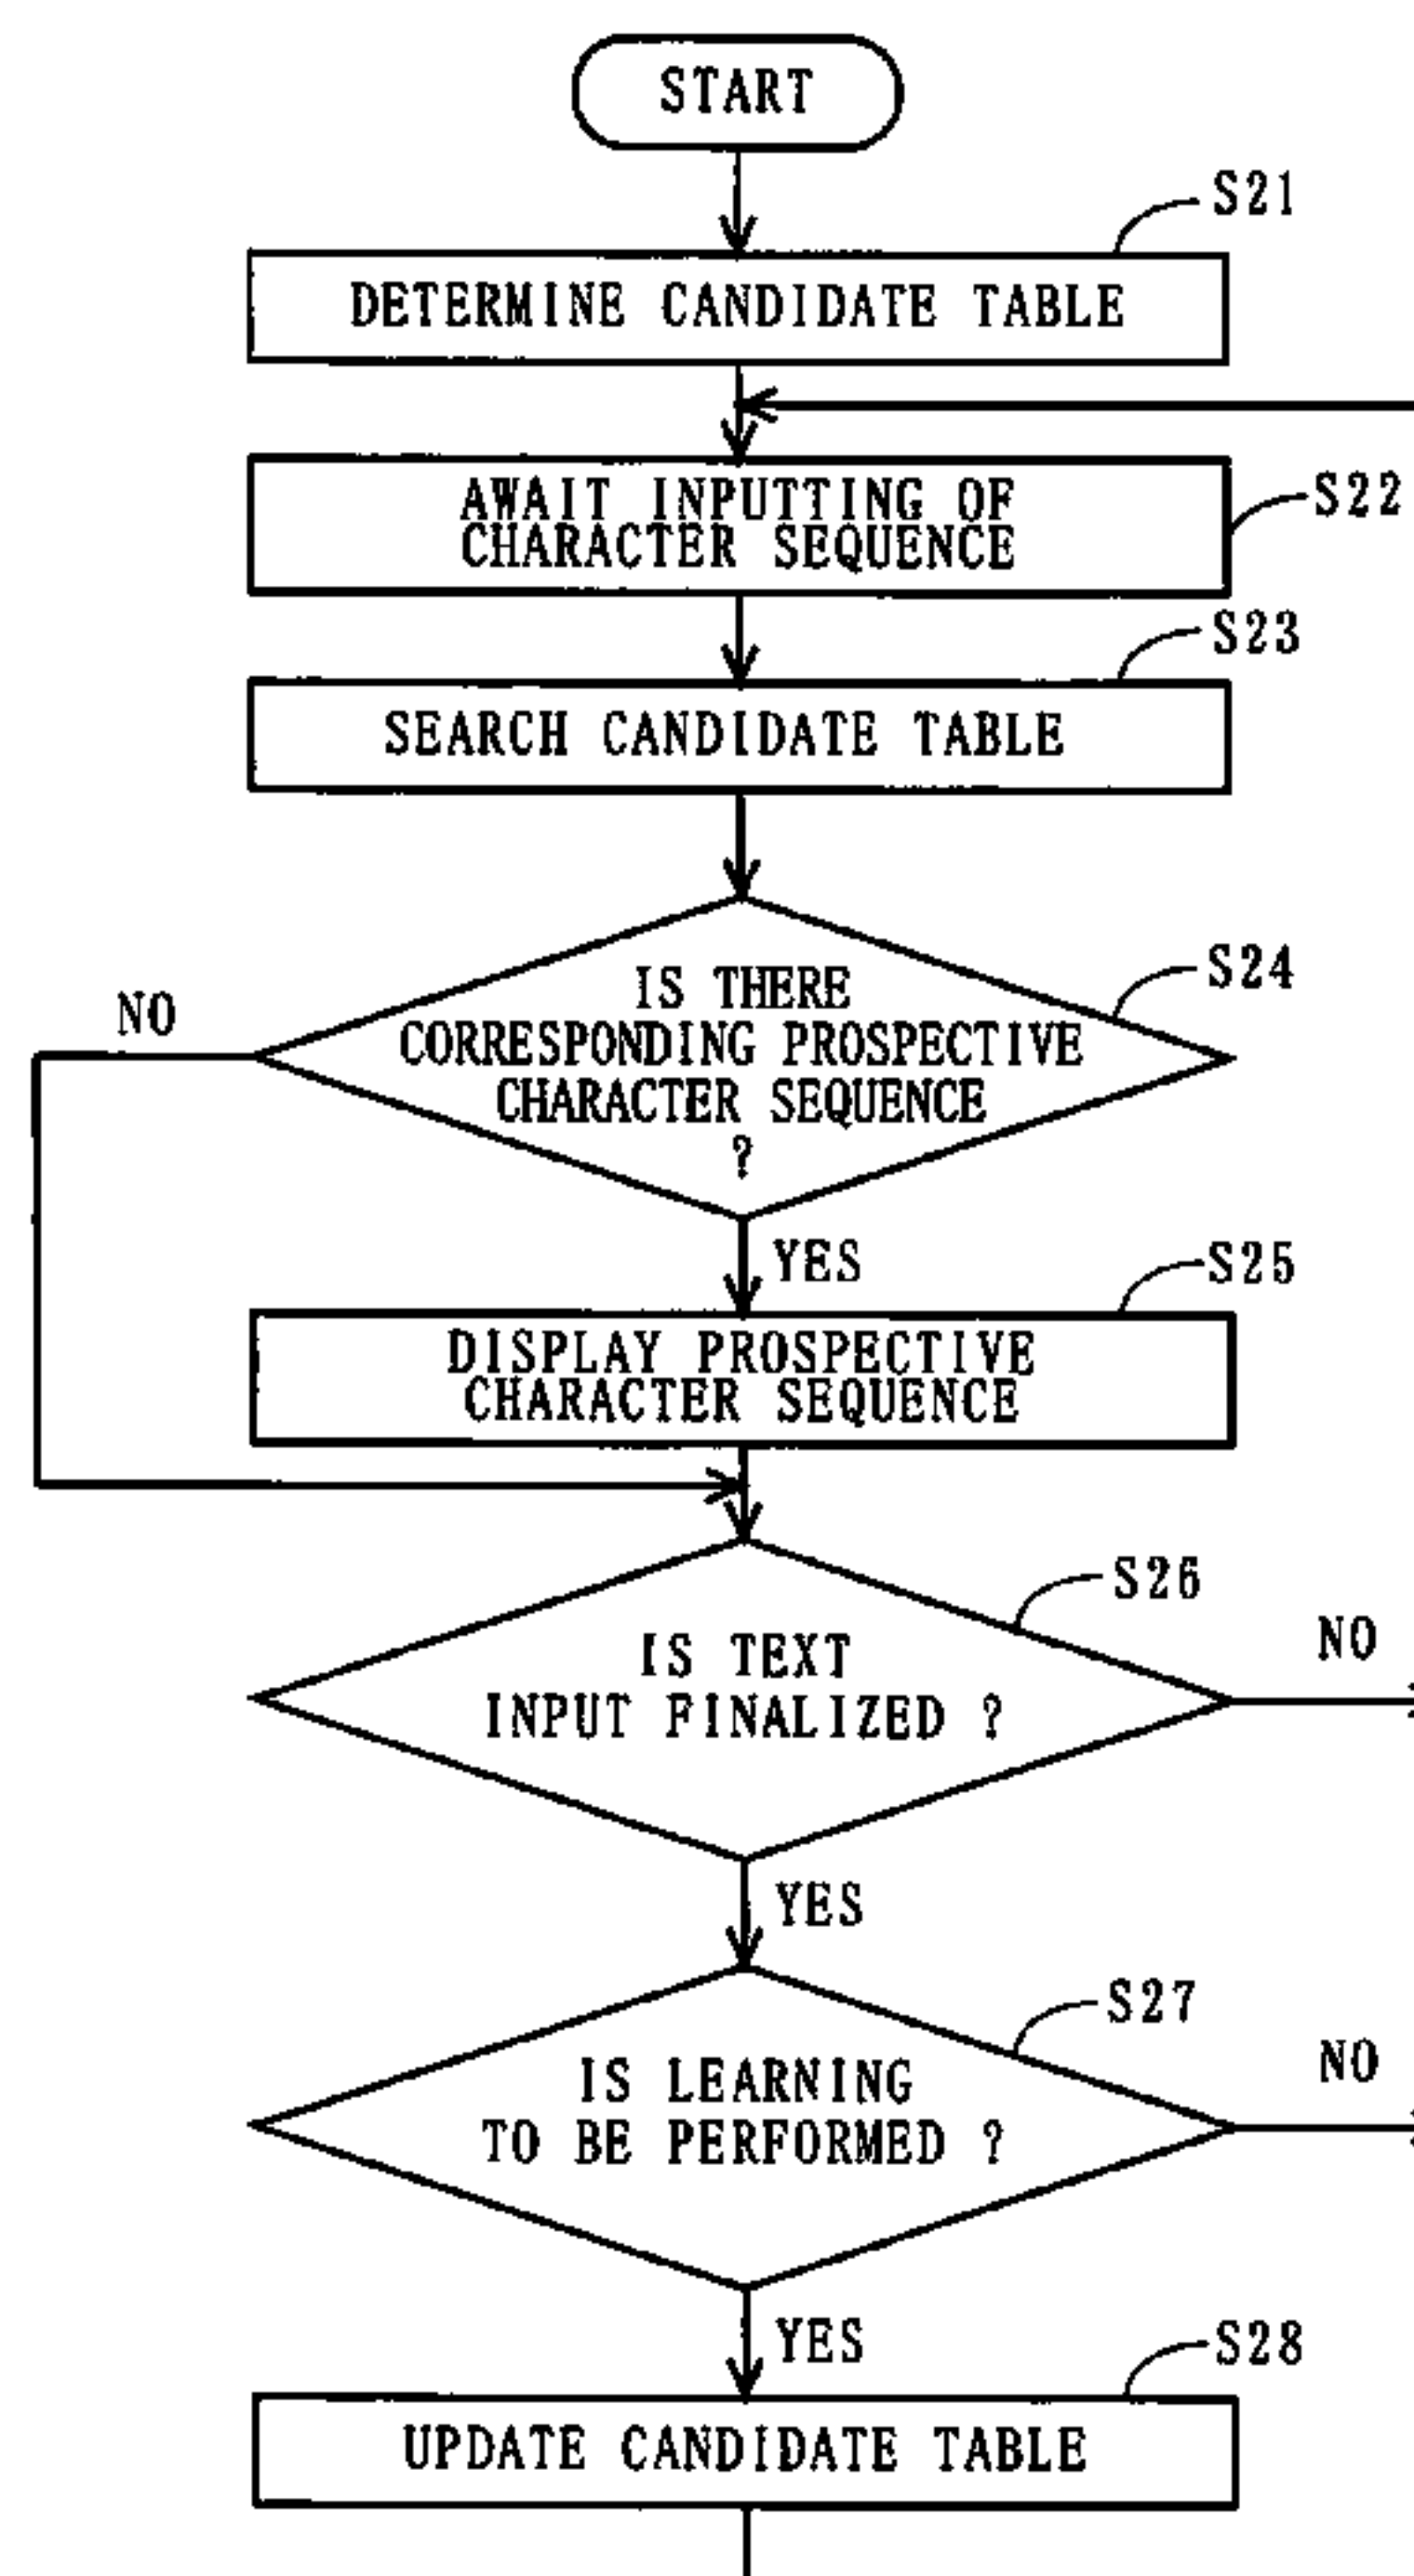 START
S21
DETERMINE CANDIDATE TABLE
AWAIT INPUTTING OF
CHARACTER SEQUENCE
S22
S23
SEARCH CANDIDATE TABLE
S24
NO
IS THERE
CORRESPONDING PROSPECTIVE
CHARACTER SEQUENCE
?
YES
S25
DISPLAY PROSPECTIVE
CHARACTER SEQUENCE
S26
NO
IS TEXT
INPUT FINALIZED ?
YES
S27
NO
IS LEARNING
TO BE PERFORMED ?
YES
S28
UPDATE CANDIDATE TABLE